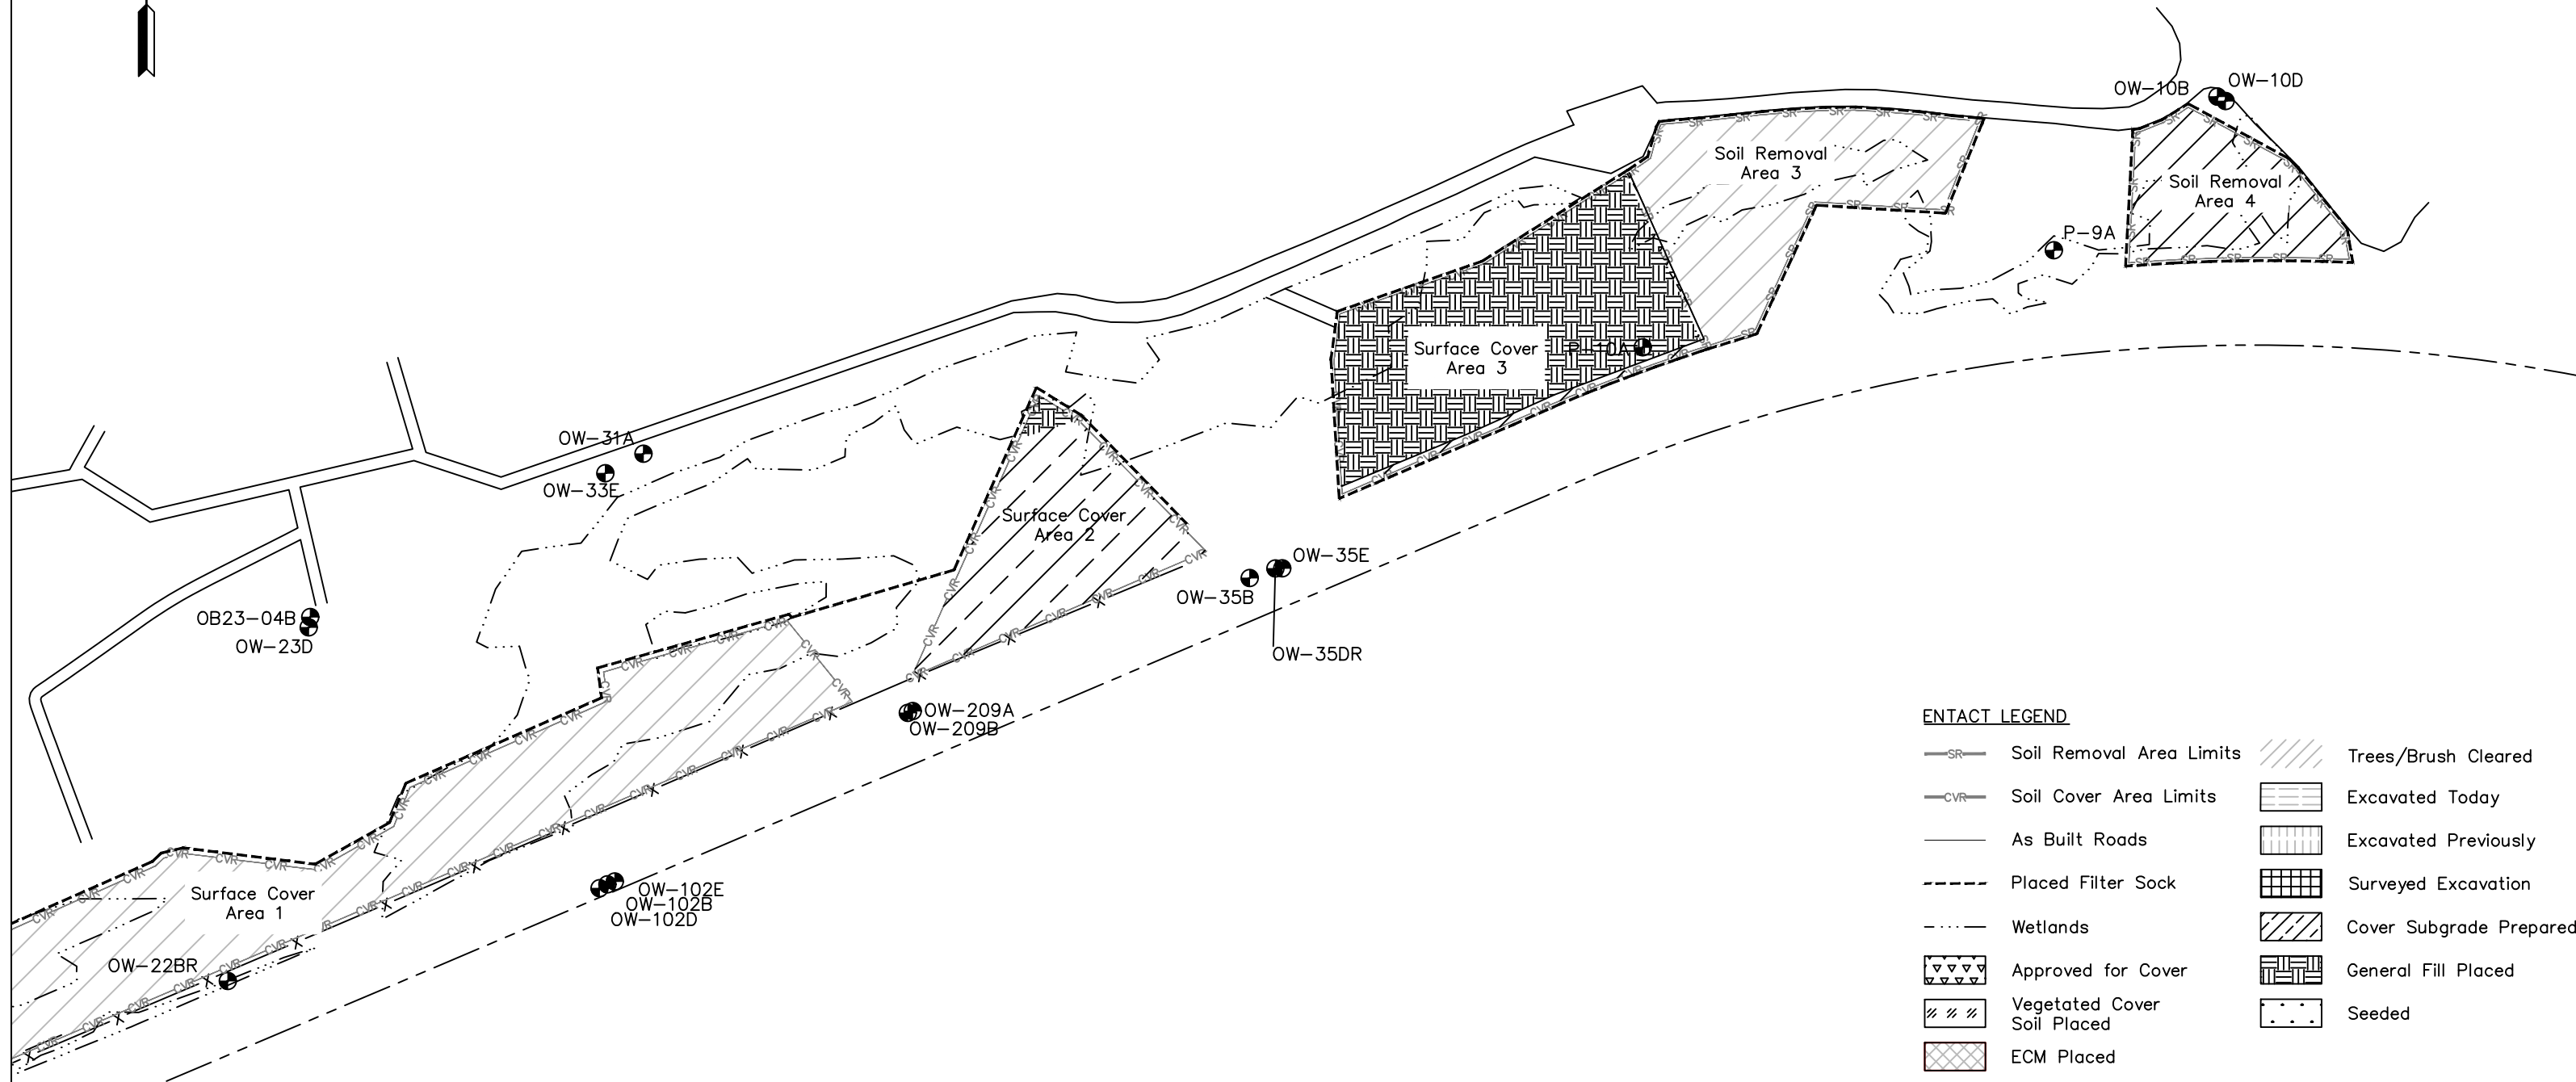 OW-10B
OW-10D
Soil Removal
Area 3
Soil Removal
Area 4
P-9A
Surface Cover
Area 3
P-10A
OW-31A
OW-33E
Surface Cover
Area 2
OW-35E
OW-35B
OW-35DR
OB23-04B
OW-23D
OW-209A
OW-209B
OW-102E
OW-102B
OW-102D
Surface Cover
Area 1
OW-22BR
ENTACT LEGEND
SR Soil Removal Area Limits
CVR Soil Cover Area Limits
As Built Roads
Placed Filter Sock
Wetlands
Approved for Cover
Vegetated Cover
Soil Placed
ECM Placed
Trees/Brush Cleared
Excavated Today
Excavated Previously
Surveyed Excavation
Cover Subgrade Prepared
General Fill Placed
Seeded